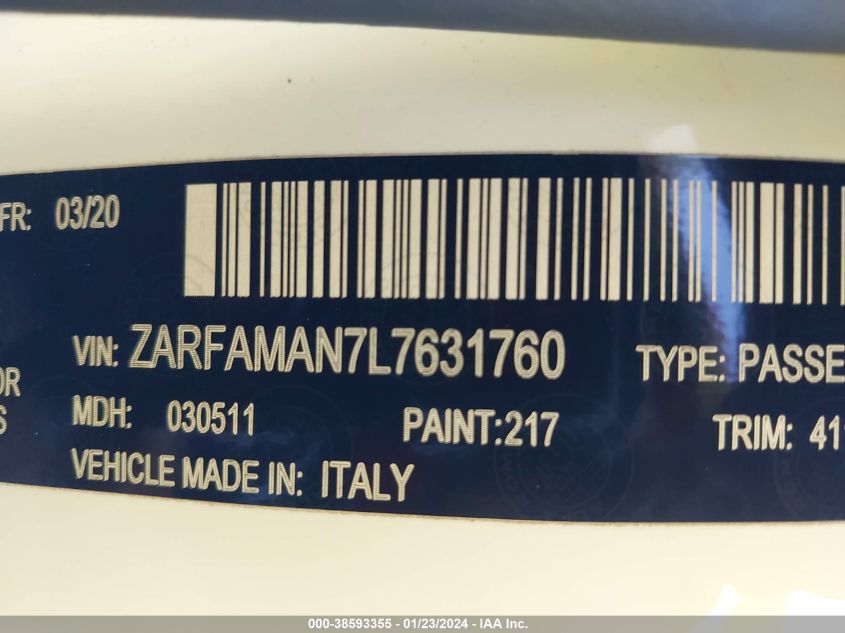 FR: 03/20
VIN: ZARFAMAN7L7631760
TYPE: PASSE
OR
S
MDH: 030511 PAINT:217 TRIM: 41
VEHICLE MADE IN: ITALY
000-38593355 - 01/23/2024 - IAA Inc.